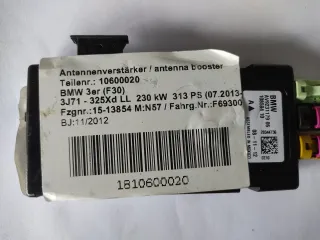 Antennenverstärker / antenna booster
Teilenr.: 10600020
BMW 3er (F30)
3J71 - 325Xd LL 230 kW 313 PS (07.2013-
Fzgnr.:15-13854 M:N57 / Fahrg.Nr.:F69300
BJ:11/2012
1810600020
BMW